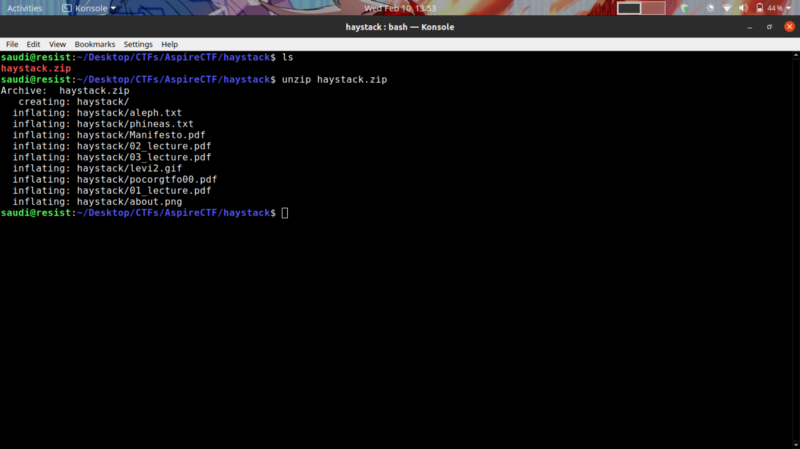 Activities Konsole Wed Feb 10, 13:53 44 %
haystack : bash — Konsole
File Edit View Bookmarks Settings Help
saudi@resist:~/Desktop/CTFs/AspireCTF/haystack$ ls
haystack.zip
saudi@resist:~/Desktop/CTFs/AspireCTF/haystack$ unzip haystack.zip
Archive:  haystack.zip
   creating: haystack/
  inflating: haystack/aleph.txt
  inflating: haystack/phineas.txt
  inflating: haystack/Manifesto.pdf
  inflating: haystack/02_lecture.pdf
  inflating: haystack/03_lecture.pdf
  inflating: haystack/levi2.gif
  inflating: haystack/pocorgtfo00.pdf
  inflating: haystack/01_lecture.pdf
  inflating: haystack/about.png
saudi@resist:~/Desktop/CTFs/AspireCTF/haystack$